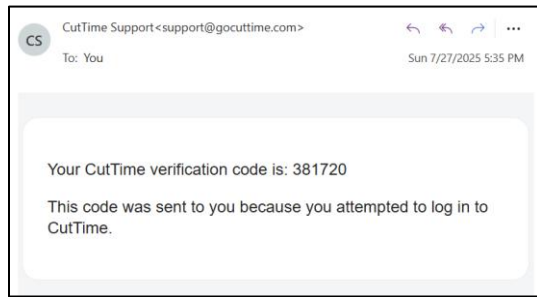 CS
CutTime Support<support@gocuttime.com>
To: You
Sun 7/27/2025 5:35 PM
Your CutTime verification code is: 381720
This code was sent to you because you attempted to log in to
CutTime.